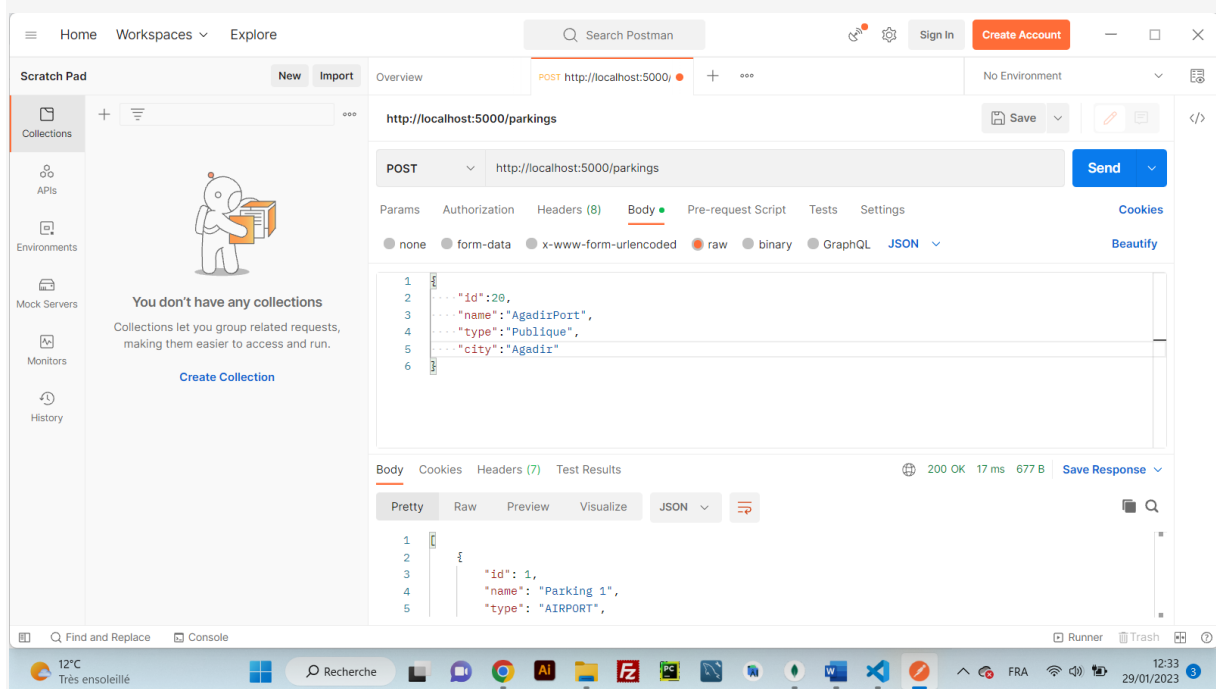 Home Workspaces Explore Search Postman Sign In Create Account
Scratch Pad New Import Overview POST http://localhost:5000/ No Environment
Collections
http://localhost:5000/parkings Save
POST http://localhost:5000/parkings Send
APIs
Params Authorization Headers (8) Body Pre-request Script Tests Settings Cookies
Environments
none form-data x-www-form-urlencoded raw binary GraphQL JSON Beautify
Mock Servers
Monitors
History
You don't have any collections
Collections let you group related requests,
making them easier to access and run.
Create Collection
1 {
2 "id":20,
3 "name":"AgadirPort",
4 "type":"Publique",
5 "city":"Agadir"
6 }
Body Cookies Headers (7) Test Results 200 OK 17 ms 677 B Save Response
Pretty Raw Preview Visualize JSON
1 [
2 {
3 "id": 1,
4 "name": "Parking 1",
5 "type": "AIRPORT",
Find and Replace Console Runner Trash
12°C
Très ensoleillé
Recherche
Ai
PC
W
FRA
12:33
29/01/2023
3